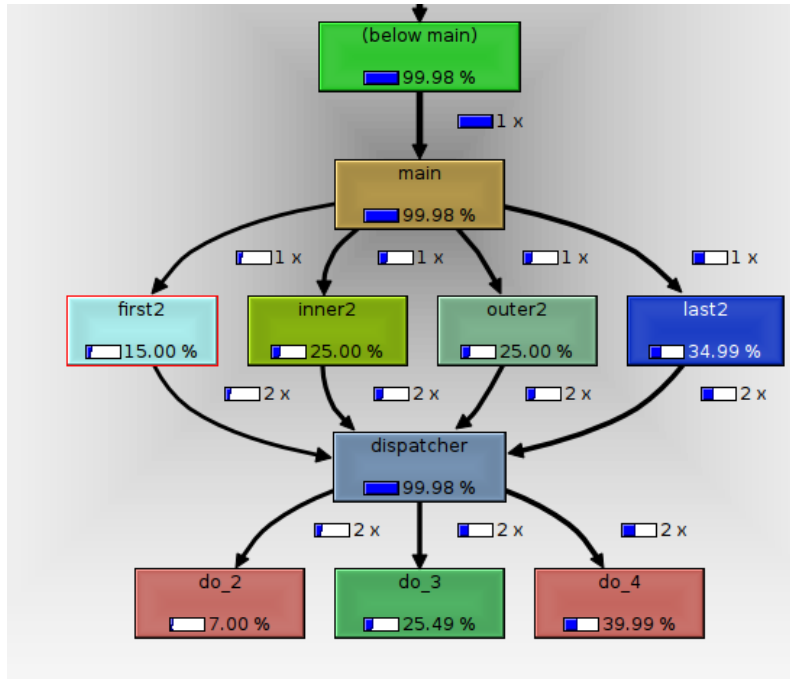 (below main)
99.98 %
1 x
main
99.98 %
1 x
1 x
1 x
1 x
first2
15.00 %
inner2
25.00 %
outer2
25.00 %
last2
34.99 %
2 x
2 x
2 x
2 x
dispatcher
99.98 %
2 x
2 x
2 x
do_2
7.00 %
do_3
25.49 %
do_4
39.99 %